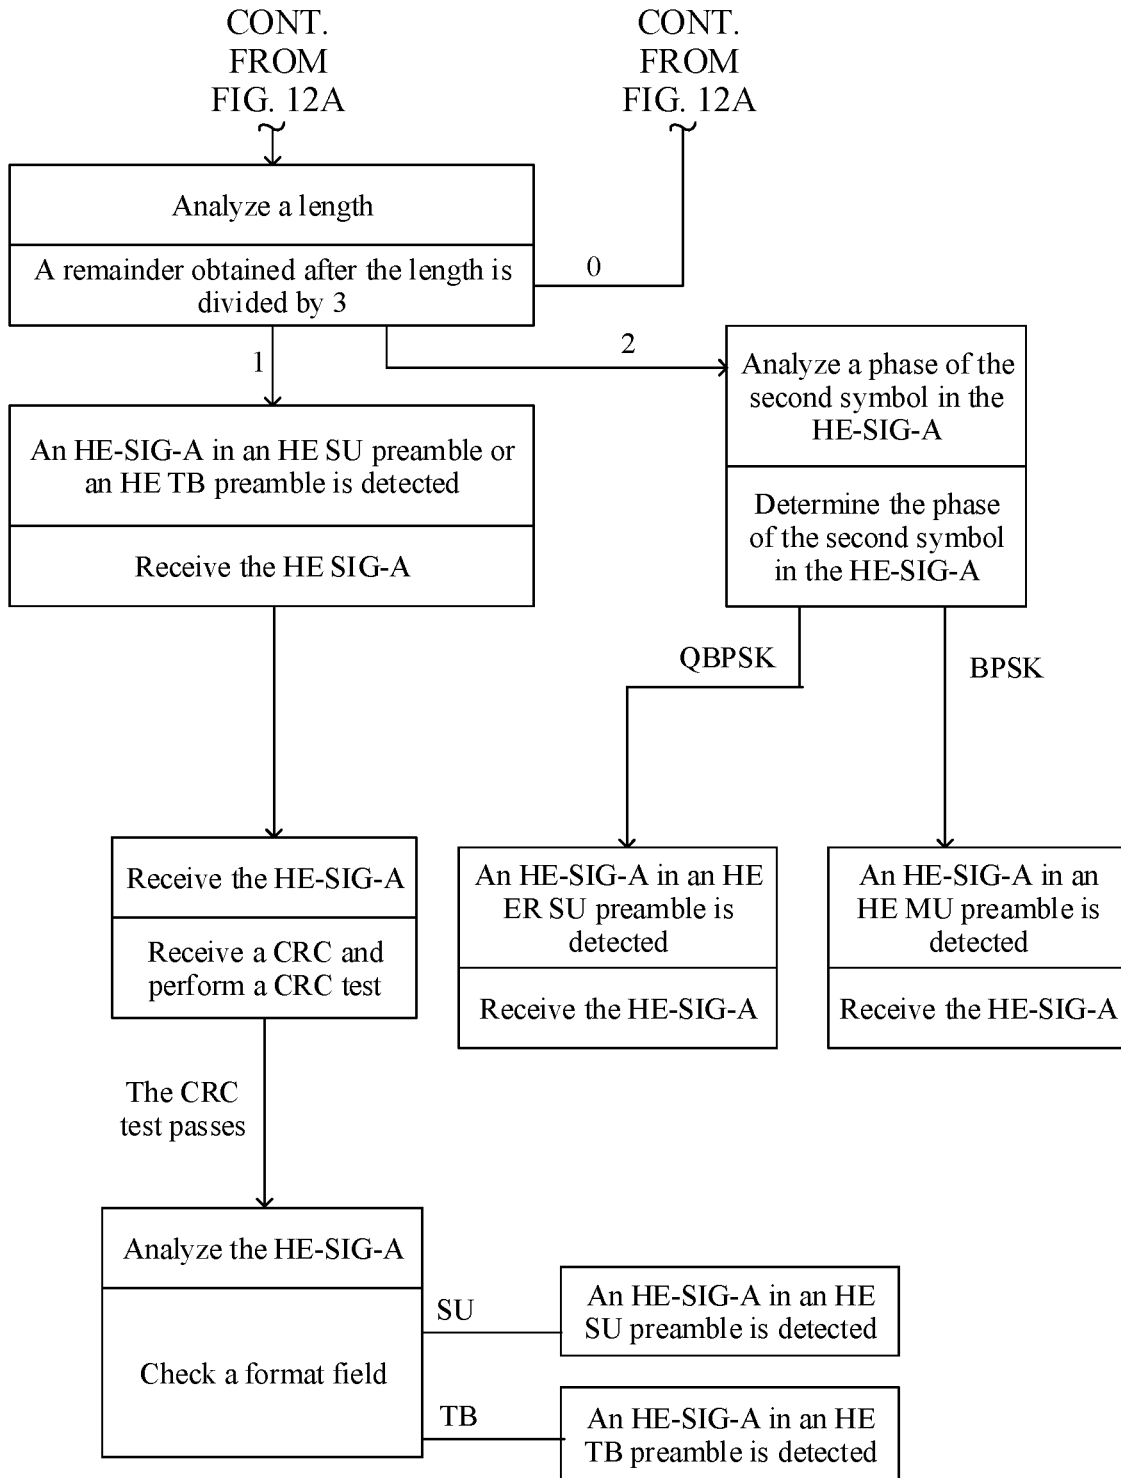 CONT.
FROM
FIG. 12A
CONT.
FROM
FIG. 12A
Analyze a length
A remainder obtained after the length is
divided by 3
0
1
2
Analyze a phase of the
second symbol in the
HE-SIG-A
Determine the phase
of the second symbol
in the HE-SIG-A
An HE-SIG-A in an HE SU preamble or
an HE TB preamble is detected
Receive the HE SIG-A
QBPSK
BPSK
Receive the HE-SIG-A
Receive a CRC and
perform a CRC test
An HE-SIG-A in an HE
ER SU preamble is
detected
Receive the HE-SIG-A
An HE-SIG-A in an
HE MU preamble is
detected
Receive the HE-SIG-A
The CRC
test passes
Analyze the HE-SIG-A
Check a format field
SU
An HE-SIG-A in an HE
SU preamble is detected
TB
An HE-SIG-A in an HE
TB preamble is detected